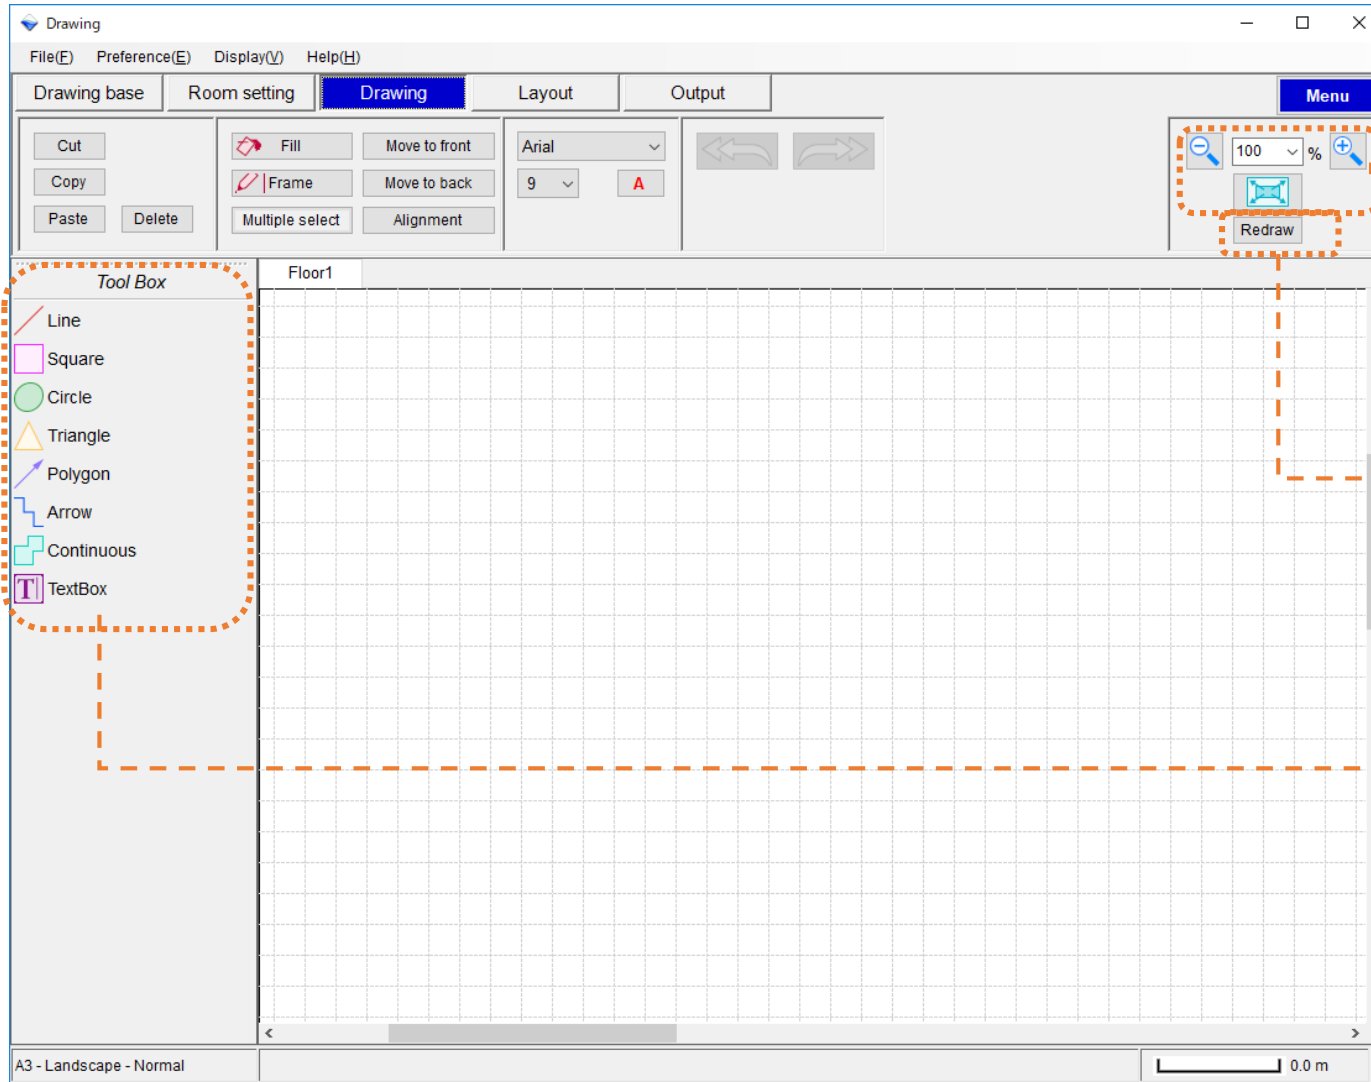 Drawing
File(F) Preference(E) Display(V) Help(H)
Drawing base Room setting Drawing Layout Output Menu
Cut Fill Move to front Arial 100 %
Copy Frame Move to back 9 A
Paste Delete Multiple select Alignment Redraw
Tool Box Floor1
Line
Square
Circle
Triangle
Polygon
Arrow
Continuous
T TextBox
A3 - Landscape - Normal 0.0 m